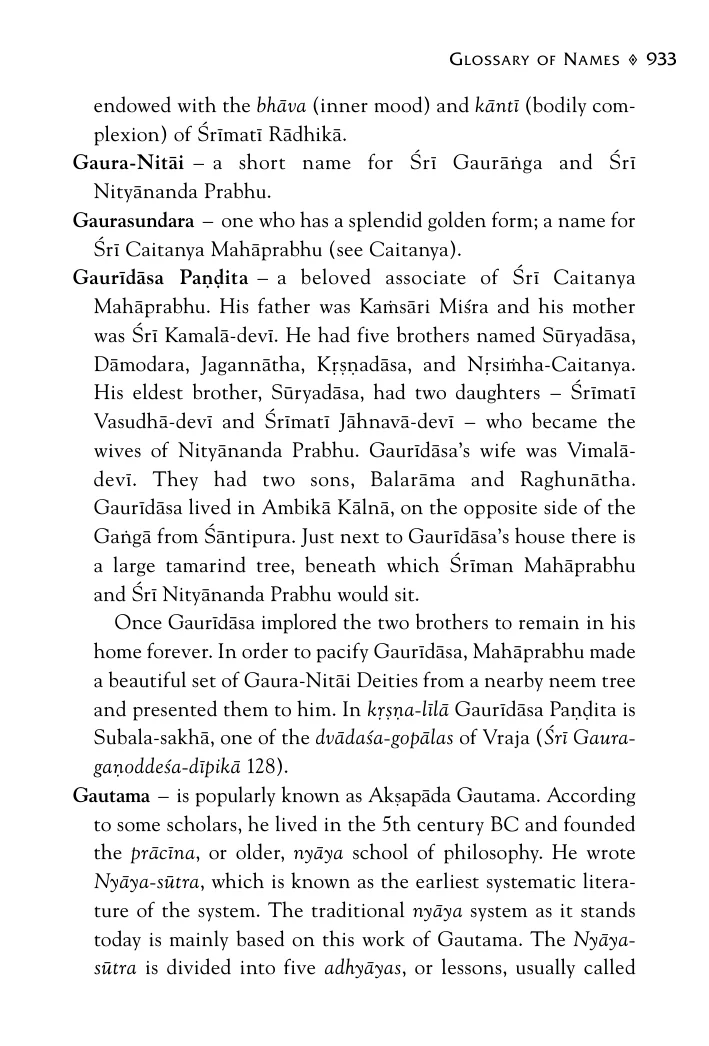 Glossary of Names ◈ 933
endowed with the bhāva (inner mood) and kāntī (bodily com-
plexion) of Śrīmatī Rādhikā.
Gaura-Nitāi – a short name for Śrī Gaurāṅga and Śrī
Nityānanda Prabhu.
Gaurasundara – one who has a splendid golden form; a name for
Śrī Caitanya Mahāprabhu (see Caitanya).
Gaurīdāsa Paṇḍita – a beloved associate of Śrī Caitanya
Mahāprabhu. His father was Kaṁsāri Miśra and his mother
was Śrī Kamalā-devī. He had five brothers named Sūryadāsa,
Dāmodara, Jagannātha, Kṛṣṇadāsa, and Nṛsiṁha-Caitanya.
His eldest brother, Sūryadāsa, had two daughters – Śrīmatī
Vasudhā-devī and Śrīmatī Jāhnavā-devī – who became the
wives of Nityānanda Prabhu. Gaurīdāsa’s wife was Vimalā-
devī. They had two sons, Balarāma and Raghunātha.
Gaurīdāsa lived in Ambikā Kālnā, on the opposite side of the
Gaṅgā from Śāntipura. Just next to Gaurīdāsa’s house there is
a large tamarind tree, beneath which Śrīman Mahāprabhu
and Śrī Nityānanda Prabhu would sit.
Once Gaurīdāsa implored the two brothers to remain in his
home forever. In order to pacify Gaurīdāsa, Mahāprabhu made
a beautiful set of Gaura-Nitāi Deities from a nearby neem tree
and presented them to him. In kṛṣṇa-līlā Gaurīdāsa Paṇḍita is
Subala-sakhā, one of the dvādaśa-gopālas of Vraja (Śrī Gaura-
gaṇoddeśa-dīpikā 128).
Gautama – is popularly known as Akṣapāda Gautama. According
to some scholars, he lived in the 5th century BC and founded
the prācīna, or older, nyāya school of philosophy. He wrote
Nyāya-sūtra, which is known as the earliest systematic litera-
ture of the system. The traditional nyāya system as it stands
today is mainly based on this work of Gautama. The Nyāya-
sūtra is divided into five adhyāyas, or lessons, usually called